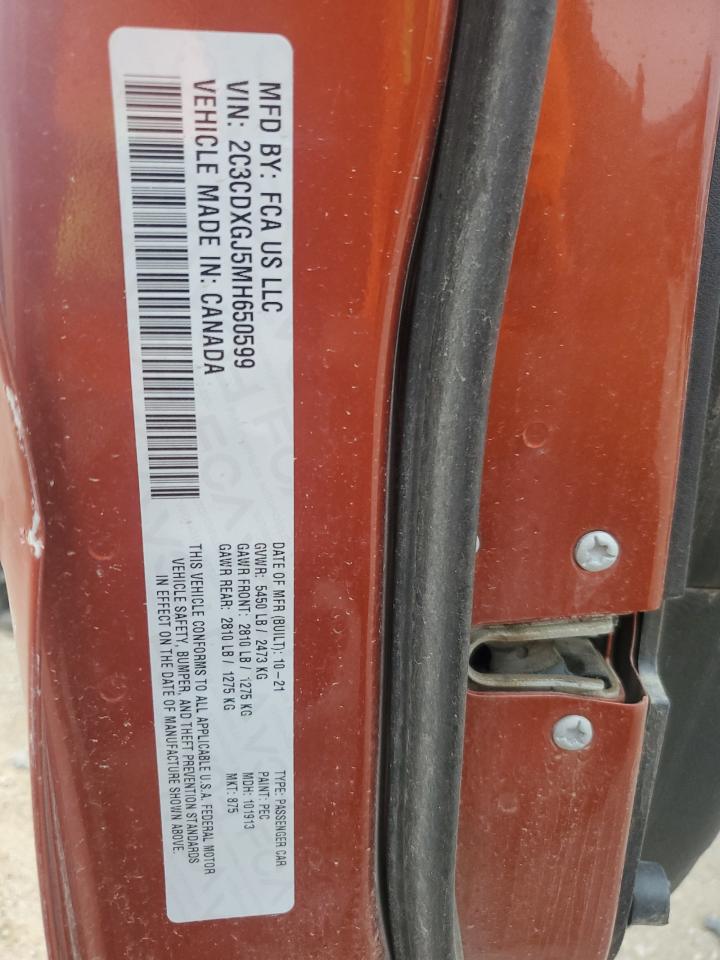 MFD BY: FCA US LLC
VIN: 2C3CDXGJ5MH650599
VEHICLE MADE IN: CANADA
DATE OF MFR (BUILT): 10-21
GVWR: 5450 LB / 2473 KG
GAWR FRONT: 2810 LB / 1275 KG
GAWR REAR: 2810 LB / 1275 KG
TYPE: PASSENGER CAR
PAINT: PEC
MDH: 101913
MKT: 875
THIS VEHICLE CONFORMS TO ALL APPLICABLE U.S.A. FEDERAL MOTOR
VEHICLE SAFETY, BUMPER, AND THEFT PREVENTION STANDARDS
IN EFFECT ON THE DATE OF MANUFACTURE SHOWN ABOVE.